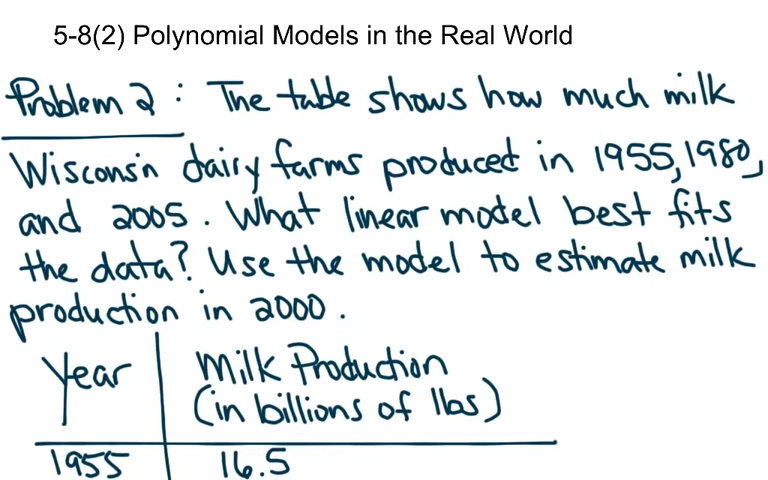 5-8(2) Polynomial Models in the Real World
Problem 2: The table shows how much milk
Wisconsin dairy farms produced in 1955, 1980,
and 2005. What linear model best fits
the data? Use the model to estimate milk
production in 2000.
Year Milk Production
(in billions of lbs)
1955 16.5